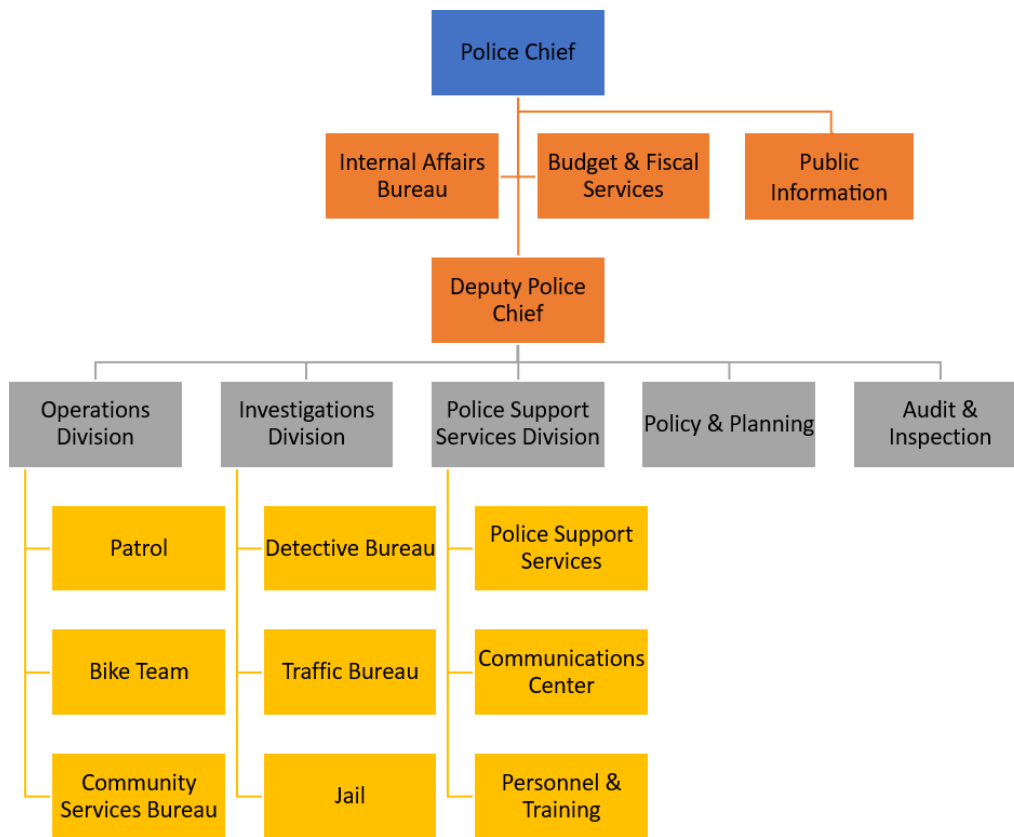 Police Chief
Internal Affairs
Bureau
Budget & Fiscal
Services
Public
Information
Deputy Police
Chief
Operations
Division
Investigations
Division
Police Support
Services Division
Policy & Planning
Audit &
Inspection
Patrol
Detective Bureau
Police Support
Services
Bike Team
Traffic Bureau
Communications
Center
Community
Services Bureau
Jail
Personnel &
Training